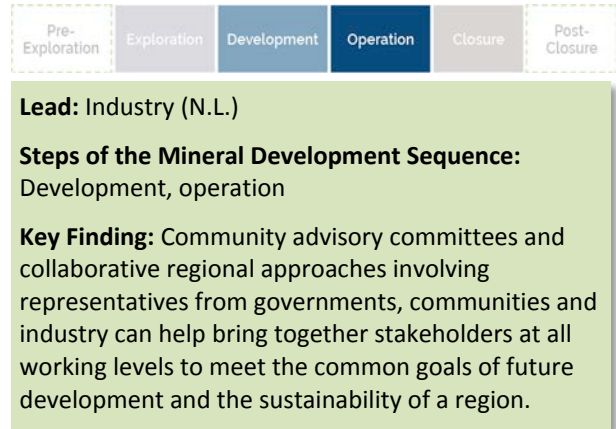 Pre-
Exploration
Exploration
Development
Operation
Closure
Post-
Closure
Lead: Industry (N.L.)
Steps of the Mineral Development Sequence:
Development, operation
Key Finding: Community advisory committees and
collaborative regional approaches involving
representatives from governments, communities and
industry can help bring together stakeholders at all
working levels to meet the common goals of future
development and the sustainability of a region.